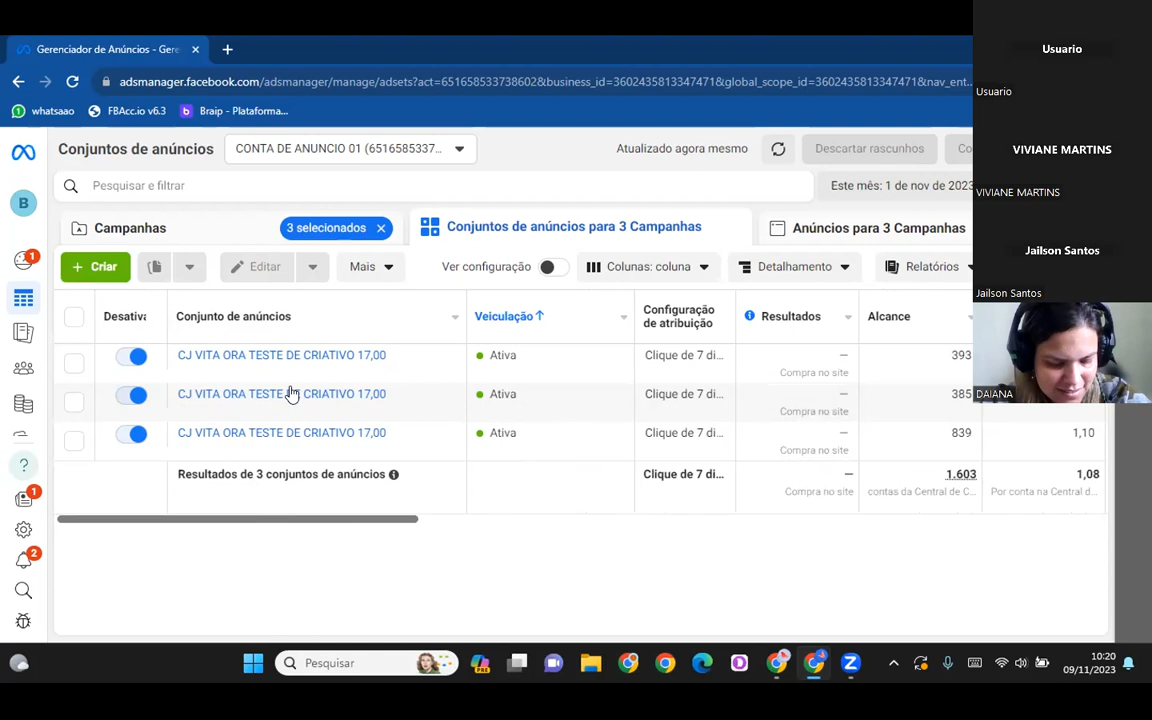 Gerenciador de Anúncios - Gere
adsmanager.facebook.com/adsmanager/manage/adsets?act=651658533738602&business_id=3602435813347471&global_scope_id=3602435813347471&nav_ent...
whatsaao
FBAcc.io v6.3
Braip - Plataforma...
Usuario
Usuario
VIVIANE MARTINS
VIVIANE MARTINS
Jailson Santos
Jailson Santos
DAIANA
Conjuntos de anúncios
CONTA DE ANUNCIO 01 (6516585337...
Atualizado agora mesmo
Descartar rascunhos
Co
B
Pesquisar e filtrar
Este mês: 1 de nov de 2023
Campanhas
3 selecionados
Conjuntos de anúncios para 3 Campanhas
Anúncios para 3 Campanhas
1
+ Criar
Editar
Mais
Ver configuração
Colunas: coluna
Detalhamento
Relatórios
Desativa
Conjunto de anúncios
Veiculação
Configuração de atribuição
Resultados
Alcance
CJ VITA ORA TESTE DE CRIATIVO 17,00
Ativa
Clique de 7 di...
—
393
Compra no site
CJ VITA ORA TESTE DE CRIATIVO 17,00
Ativa
Clique de 7 di...
—
385
Compra no site
CJ VITA ORA TESTE DE CRIATIVO 17,00
Ativa
Clique de 7 di...
—
839
1,10
Compra no site
Resultados de 3 conjuntos de anúncios
Clique de 7 di...
—
1.603
1,08
Compra no site
contas da Central de C...
Por conta na Central d...
?
1
2
Pesquisar
PRE
10:20
09/11/2023